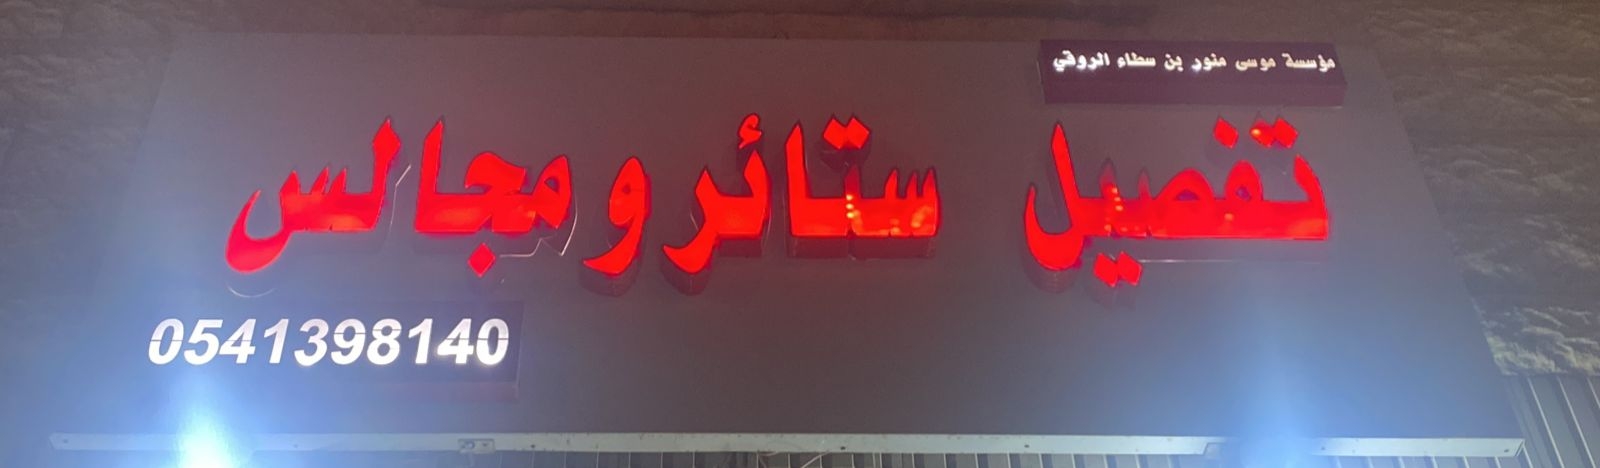 مؤسسة موسى منور بن سطاء الروقي
تفصيل ستائر ومجالس
0541398140